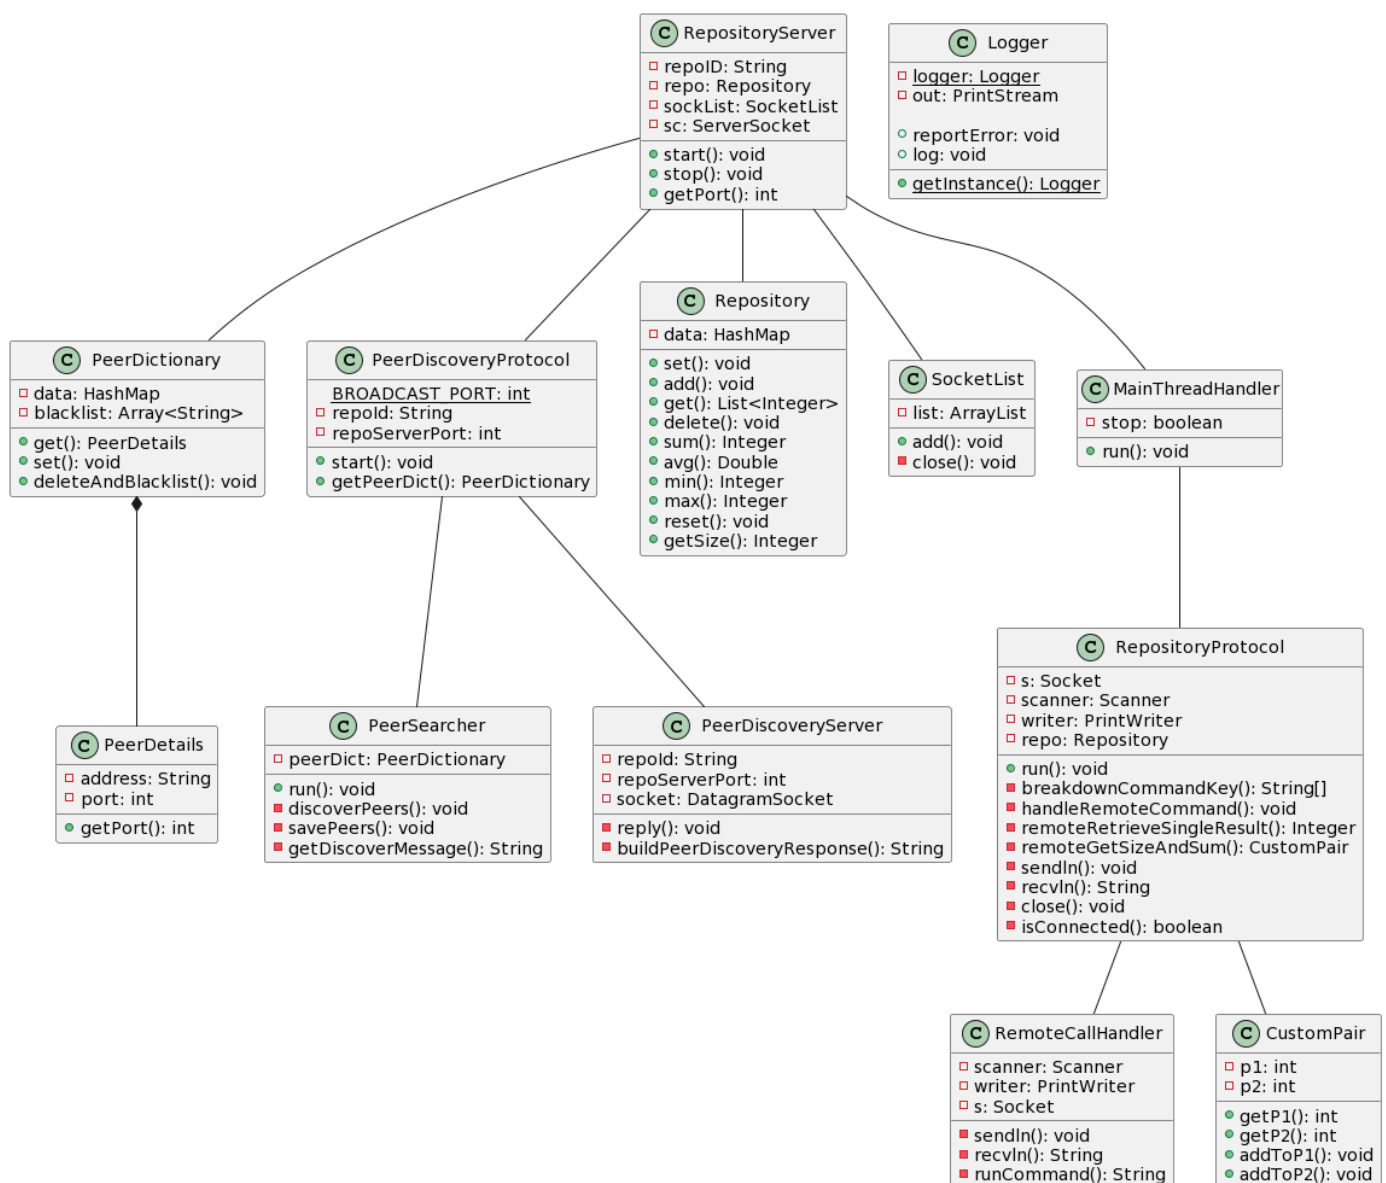 C RepositoryServer
repoID: String
repo: Repository
sockList: SocketList
sc: ServerSocket
start(): void
stop(): void
getPort(): int
C Logger
logger: Logger
out: PrintStream
reportError: void
log: void
getInstance(): Logger
C PeerDictionary
data: HashMap
blacklist: Array<String>
get(): PeerDetails
set(): void
deleteAndBlacklist(): void
C PeerDiscoveryProtocol
BROADCAST_PORT: int
repoId: String
repoServerPort: int
start(): void
getPeerDict(): PeerDictionary
C Repository
data: HashMap
set(): void
add(): void
get(): List<Integer>
delete(): void
sum(): Integer
avg(): Double
min(): Integer
max(): Integer
reset(): void
getSize(): Integer
C SocketList
list: ArrayList
add(): void
close(): void
C MainThreadHandler
stop: boolean
run(): void
C PeerDetails
address: String
port: int
getPort(): int
C PeerSearcher
peerDict: PeerDictionary
run(): void
discoverPeers(): void
savePeers(): void
getDiscoverMessage(): String
C PeerDiscoveryServer
repoId: String
repoServerPort: int
socket: DatagramSocket
reply(): void
buildPeerDiscoveryResponse(): String
C RepositoryProtocol
s: Socket
scanner: Scanner
writer: PrintWriter
repo: Repository
run(): void
breakdownCommandKey(): String[]
handleRemoteCommand(): void
remoteRetrieveSingleResult(): Integer
remoteGetSizeAndSum(): CustomPair
sendln(): void
recvln(): String
close(): void
isConnected(): boolean
C RemoteCallHandler
scanner: Scanner
writer: PrintWriter
s: Socket
sendln(): void
recvln(): String
runCommand(): String
C CustomPair
p1: int
p2: int
getP1(): int
getP2(): int
addToP1(): void
addToP2(): void